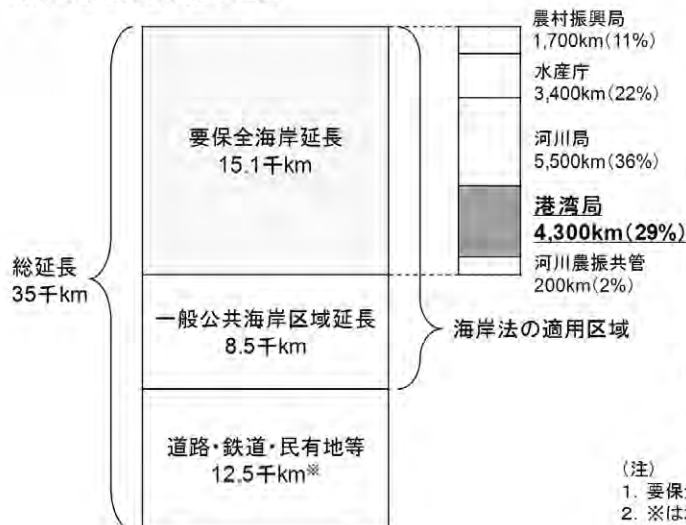 農村振興局
1,700km(11%)
水産庁
3,400km(22%)
要保全海岸延長
15.1千km
河川局
5,500km(36%)
港湾局
4,300km(29%)
総延長
35千km
河川農振共管
200km(2%)
一般公共海岸区域延長
8.5千km
海岸法の適用区域
道路・鉄道・民有地等
12.5千km※
(注)
1. 要保
2. ※は